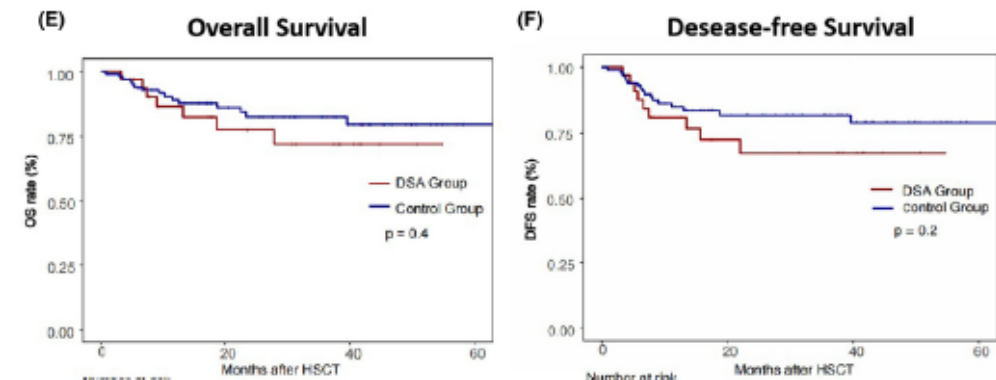 (E)
Overall Survival
1.00
0.75
0.50
0.25
0.00
OS rate (%)
DSA Group
Control Group
p = 0.4
0
20
40
60
Months after HSCT
(F)
Desease-free Survival
1.00
0.75
0.50
0.25
0.00
DFS rate (%)
DSA Group
control Group
p = 0.2
0
20
40
60
Months after HSCT
Number at risk